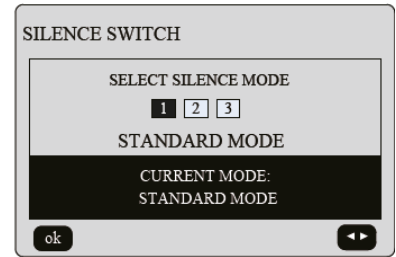 SILENCE SWITCH
SELECT SILENCE MODE
1 2 3
STANDARD MODE
CURRENT MODE:
STANDARD MODE
ok